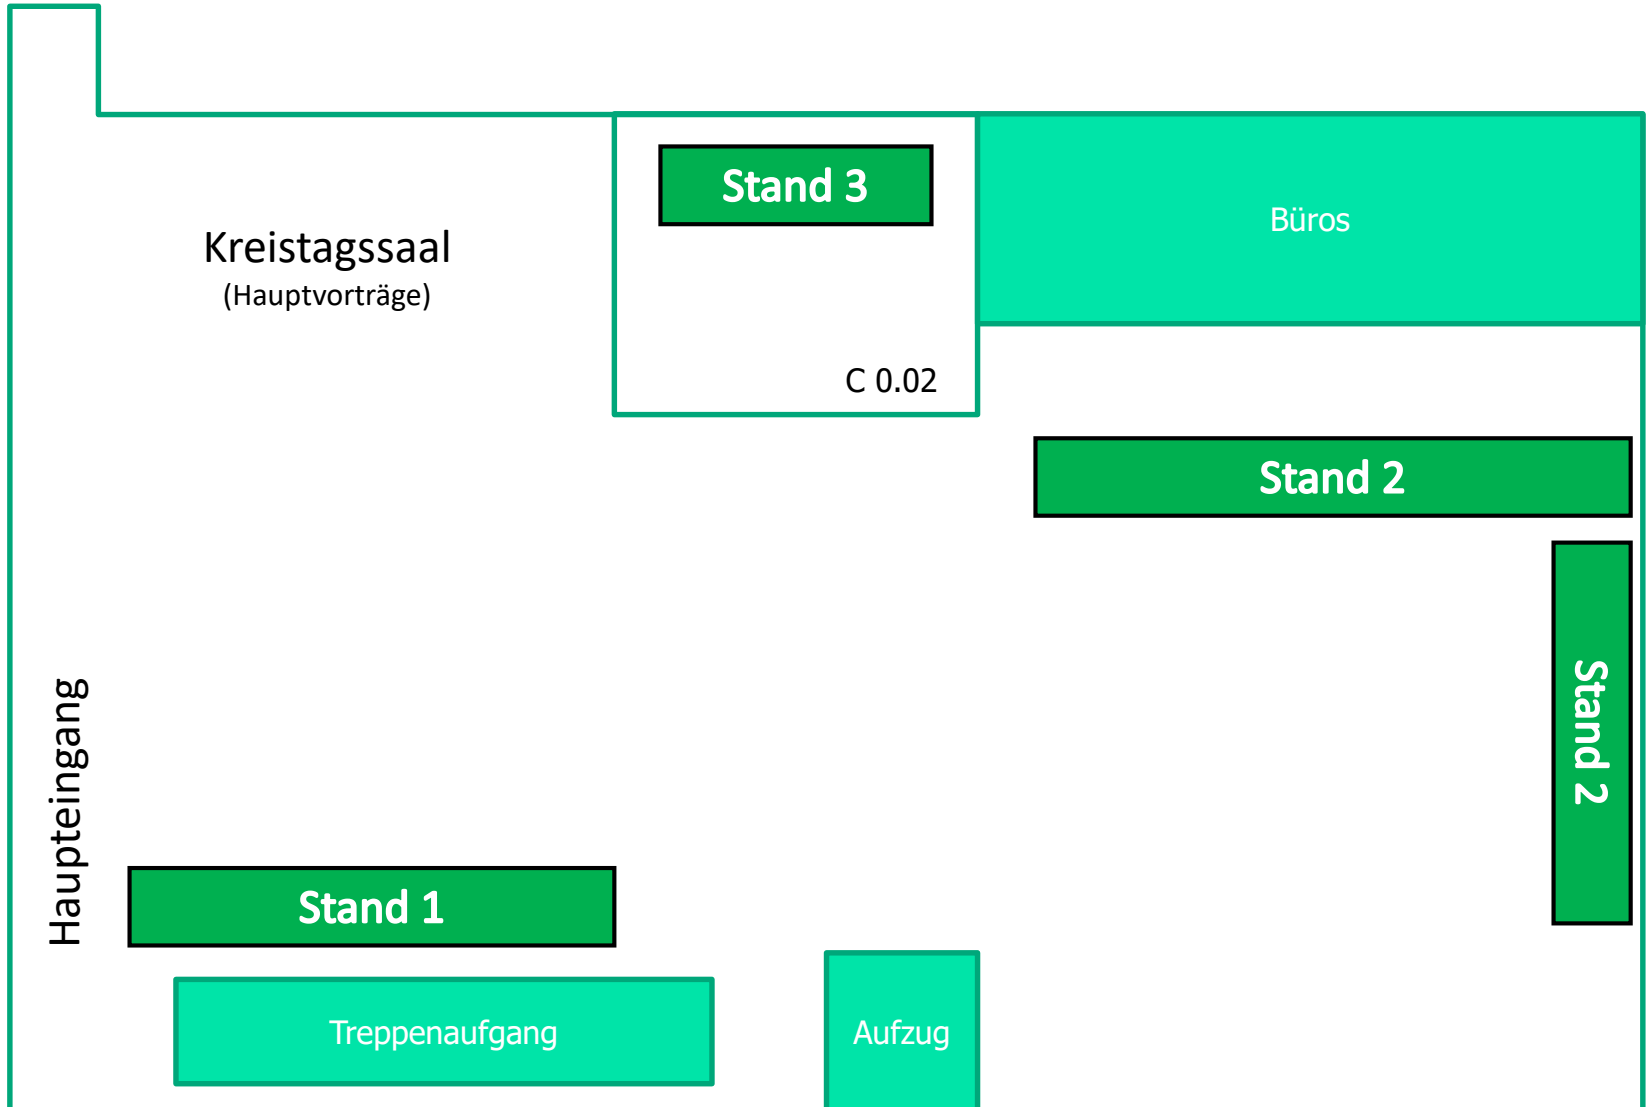 Stand 3
Büros
Kreistagssaal
(Hauptvorträge)
C 0.02
Stand 2
Stand 2
Haupteingang
Stand 1
Treppenaufgang
Aufzug